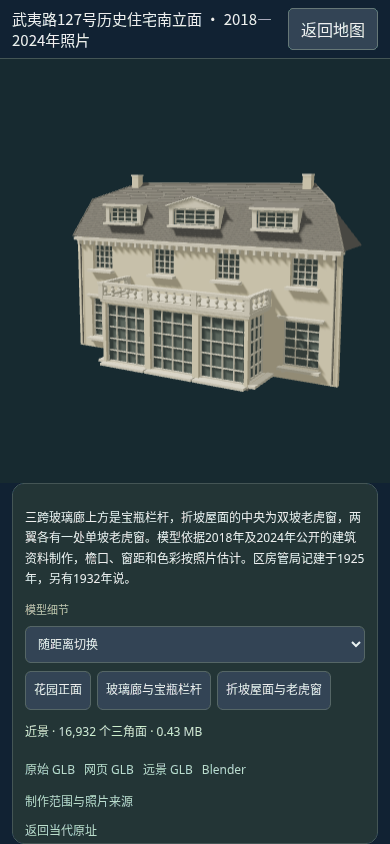 武夷路127号历史住宅南立面 · 2018—
2024年照片
返回地图
三跨玻璃廊上方是宝瓶栏杆，折坡屋面的中央为双坡老虎窗，两
翼各有一处单坡老虎窗。模型依据2018年及2024年公开的建筑
资料制作，檐口、窗距和色彩按照片估计。区房管局记建于1925
年，另有1932年说。
模型细节
随距离切换
花园正面
玻璃廊与宝瓶栏杆
折坡屋面与老虎窗
近景 · 16,932 个三角面 · 0.43 MB
原始 GLB 网页 GLB 远景 GLB Blender
制作范围与照片来源
返回当代原址